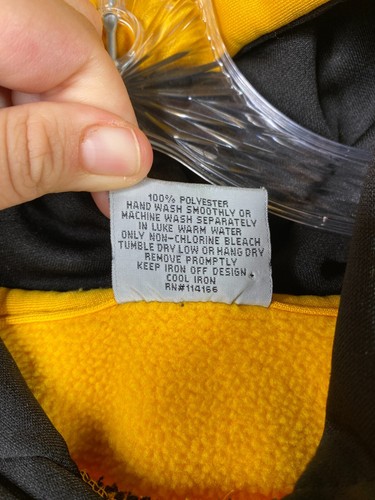 100% POLYESTER
HAND WASH SMOOTHLY OR
MACHINE WASH SEPARATELY
IN LUKE WARM WATER
ONLY NON-CHLORINE BLEACH
TUMBLE DRY LOW OR HANG DRY
REMOVE PROMPTLY
KEEP IRON OFF DESIGN
COOL IRON
RN#114166